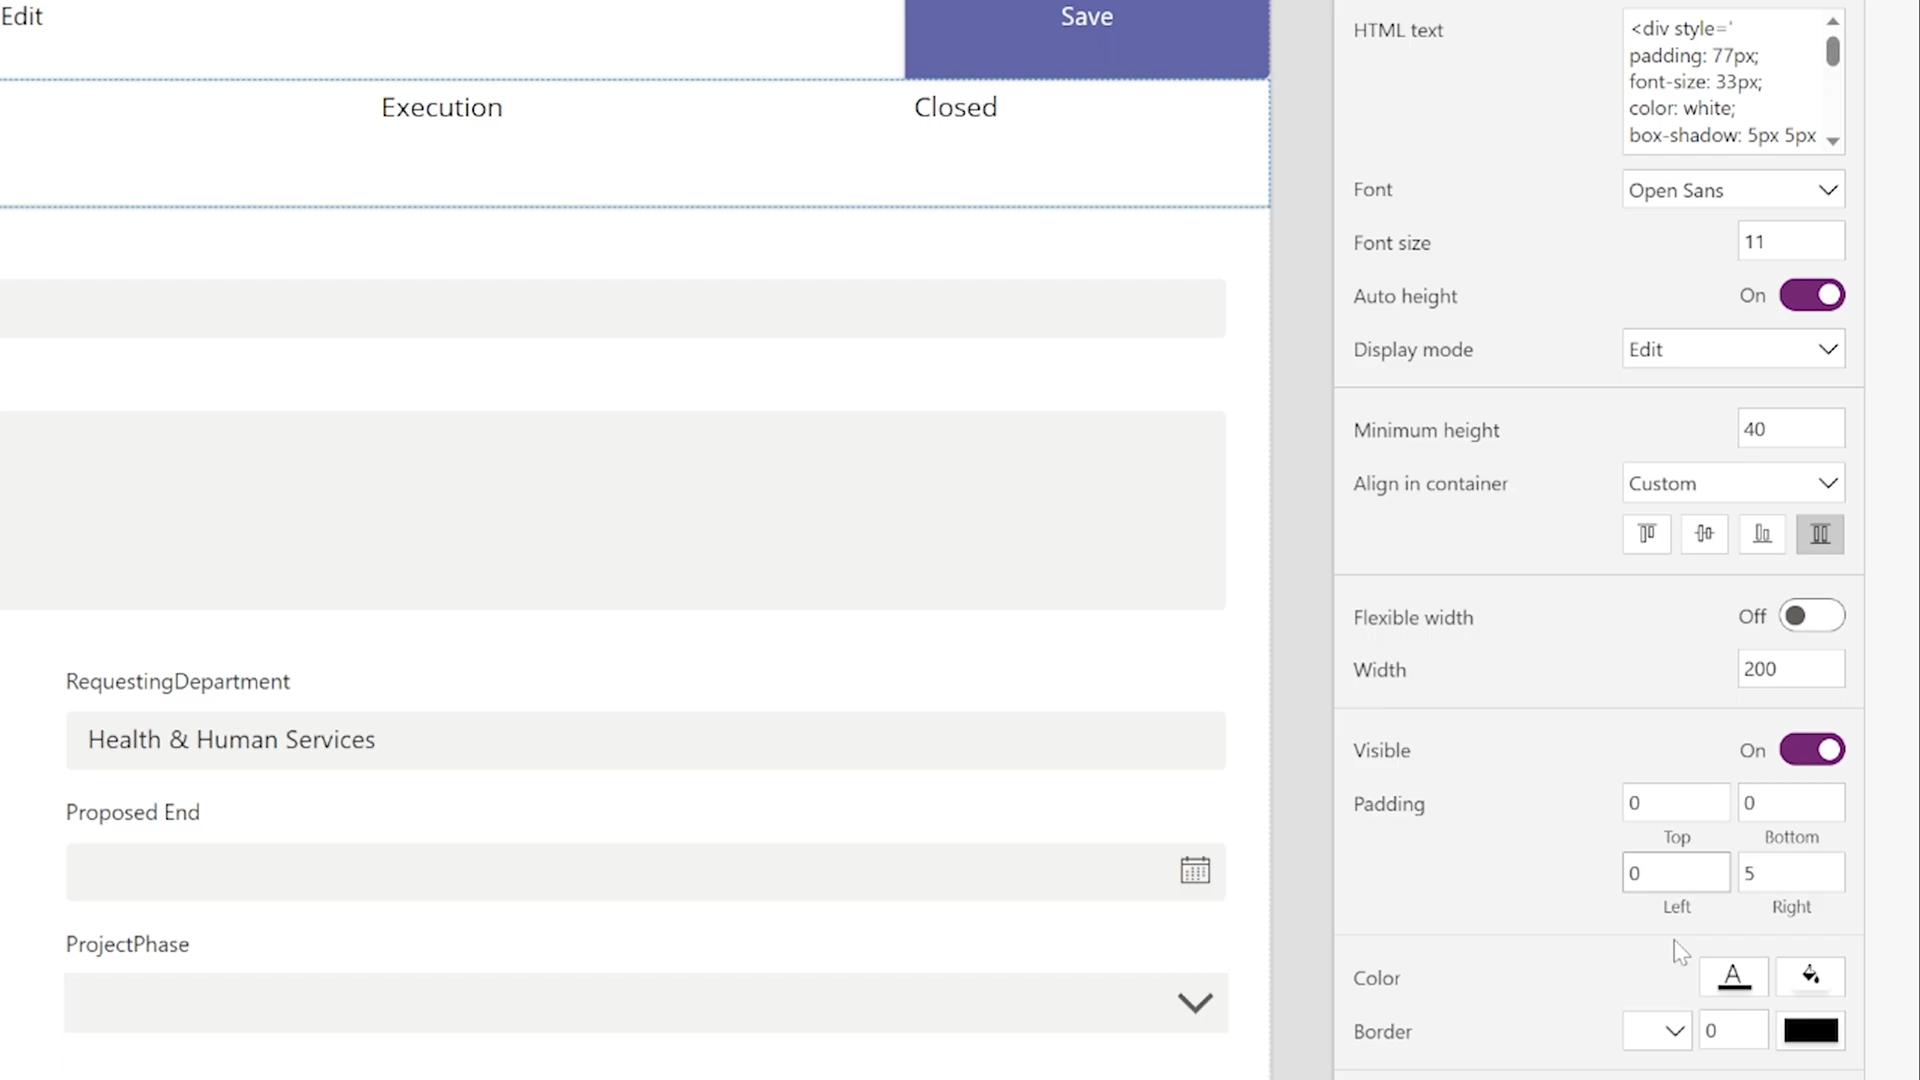 Edit
Save
Execution
Closed
RequestingDepartment
Health & Human Services
Proposed End
ProjectPhase
HTML text
<div style='
padding: 77px;
font-size: 33px;
color: white;
box-shadow: 5px 5px
Font
Open Sans
Font size
11
Auto height
On
Display mode
Edit
Minimum height
40
Align in container
Custom
Flexible width
Off
Width
200
Visible
On
Padding
0
0
Top
Bottom
0
5
Left
Right
Color
A
Border
0